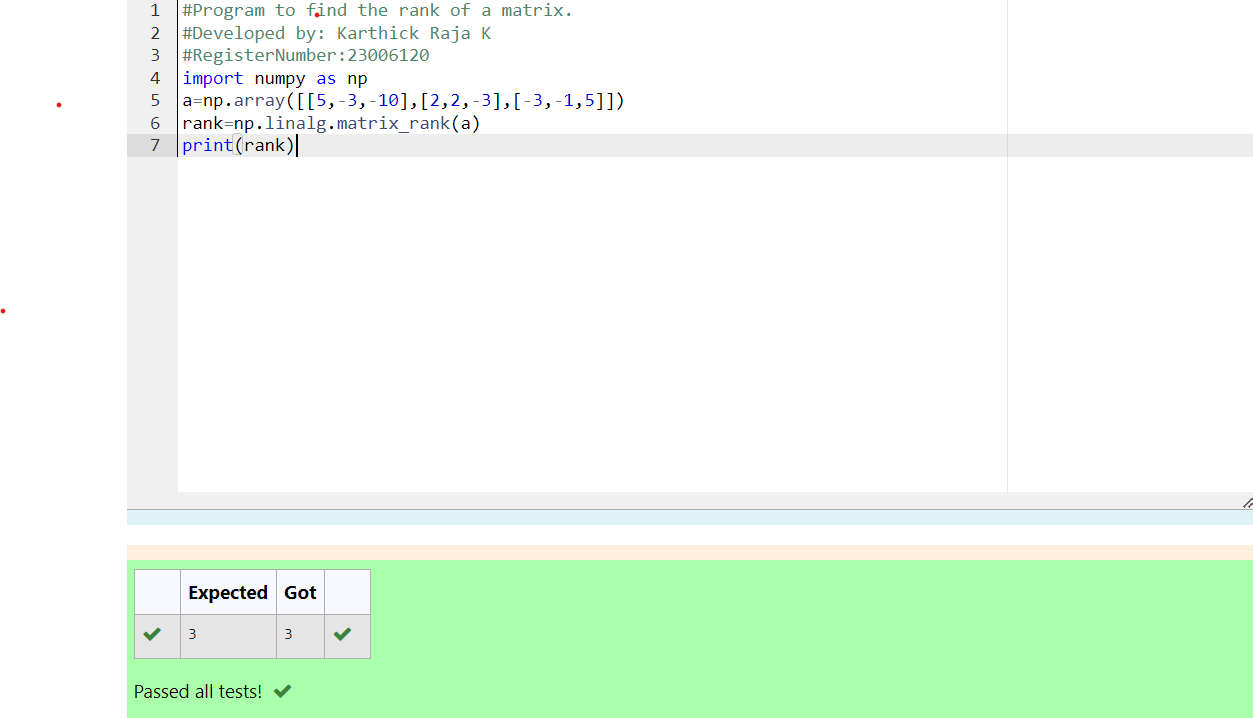 1 #Program to find the rank of a matrix.
2 #Developed by: Karthick Raja K
3 #RegisterNumber:23006120
4 import numpy as np
5 a=np.array([[5,-3,-10],[2,2,-3],[-3,-1,5]])
6 rank=np.linalg.matrix_rank(a)
7 print(rank)
Expected Got
3 3
Passed all tests!